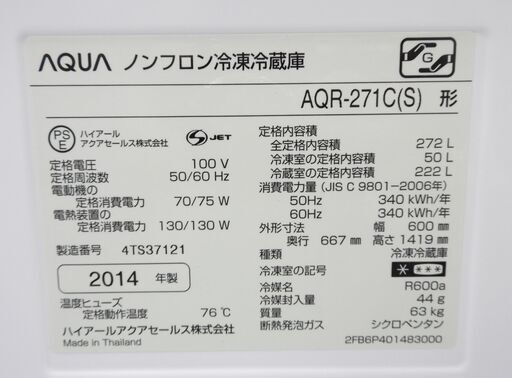 AQUA ノンフロン冷凍冷蔵庫
G
AQR-271C(S) 形
PS E ハイアール アクアセールス株式会社 S JET
定格電圧 100 V
定格周波数 50/60 Hz
電動機の
定格消費電力 70/75 W
電熱装置の
定格消費電力 130/130 W
製造番号 4TS37121
2014 年製
温度ヒューズ
定格動作温度 76℃
ハイアールアクアセールス株式会社
Made in Thailand
定格内容積
全定格内容積 272 L
冷凍室の定格内容積 50 L
冷蔵室の定格内容積 222 L
消費電力量 (JIS C 9801-2006年)
50Hz 340 kWh/年
60Hz 340 kWh/年
外形寸法 幅 600 mm
奥行 667 mm 高さ 1419 mm
種類 冷凍冷蔵庫
冷凍室の記号 * ***
冷媒名 R600a
冷媒封入量 44 g
質量 63 kg
断熱発泡ガス シクロペンタン
2FB6P401483000